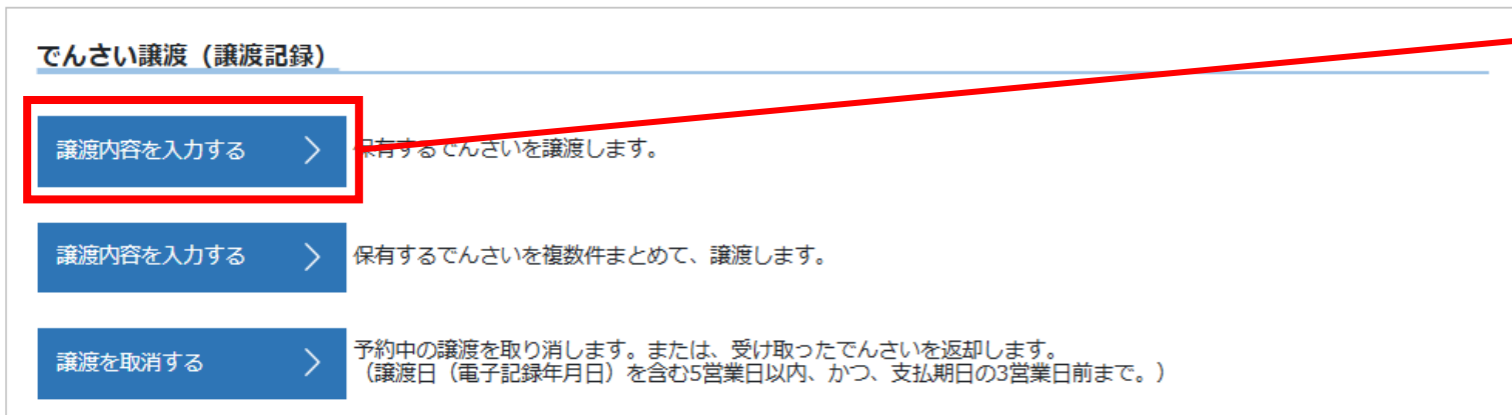 でんさい譲渡（譲渡記録）
譲渡内容を入力する
保有するでんさいを譲渡します。
譲渡内容を入力する
保有するでんさいを複数件まとめて、譲渡します。
譲渡を取消する
予約中の譲渡を取り消します。または、受け取ったでんさいを返却します。
（譲渡日（電子記録年月日）を含む5営業日以内、かつ、支払期日の3営業日前まで。）